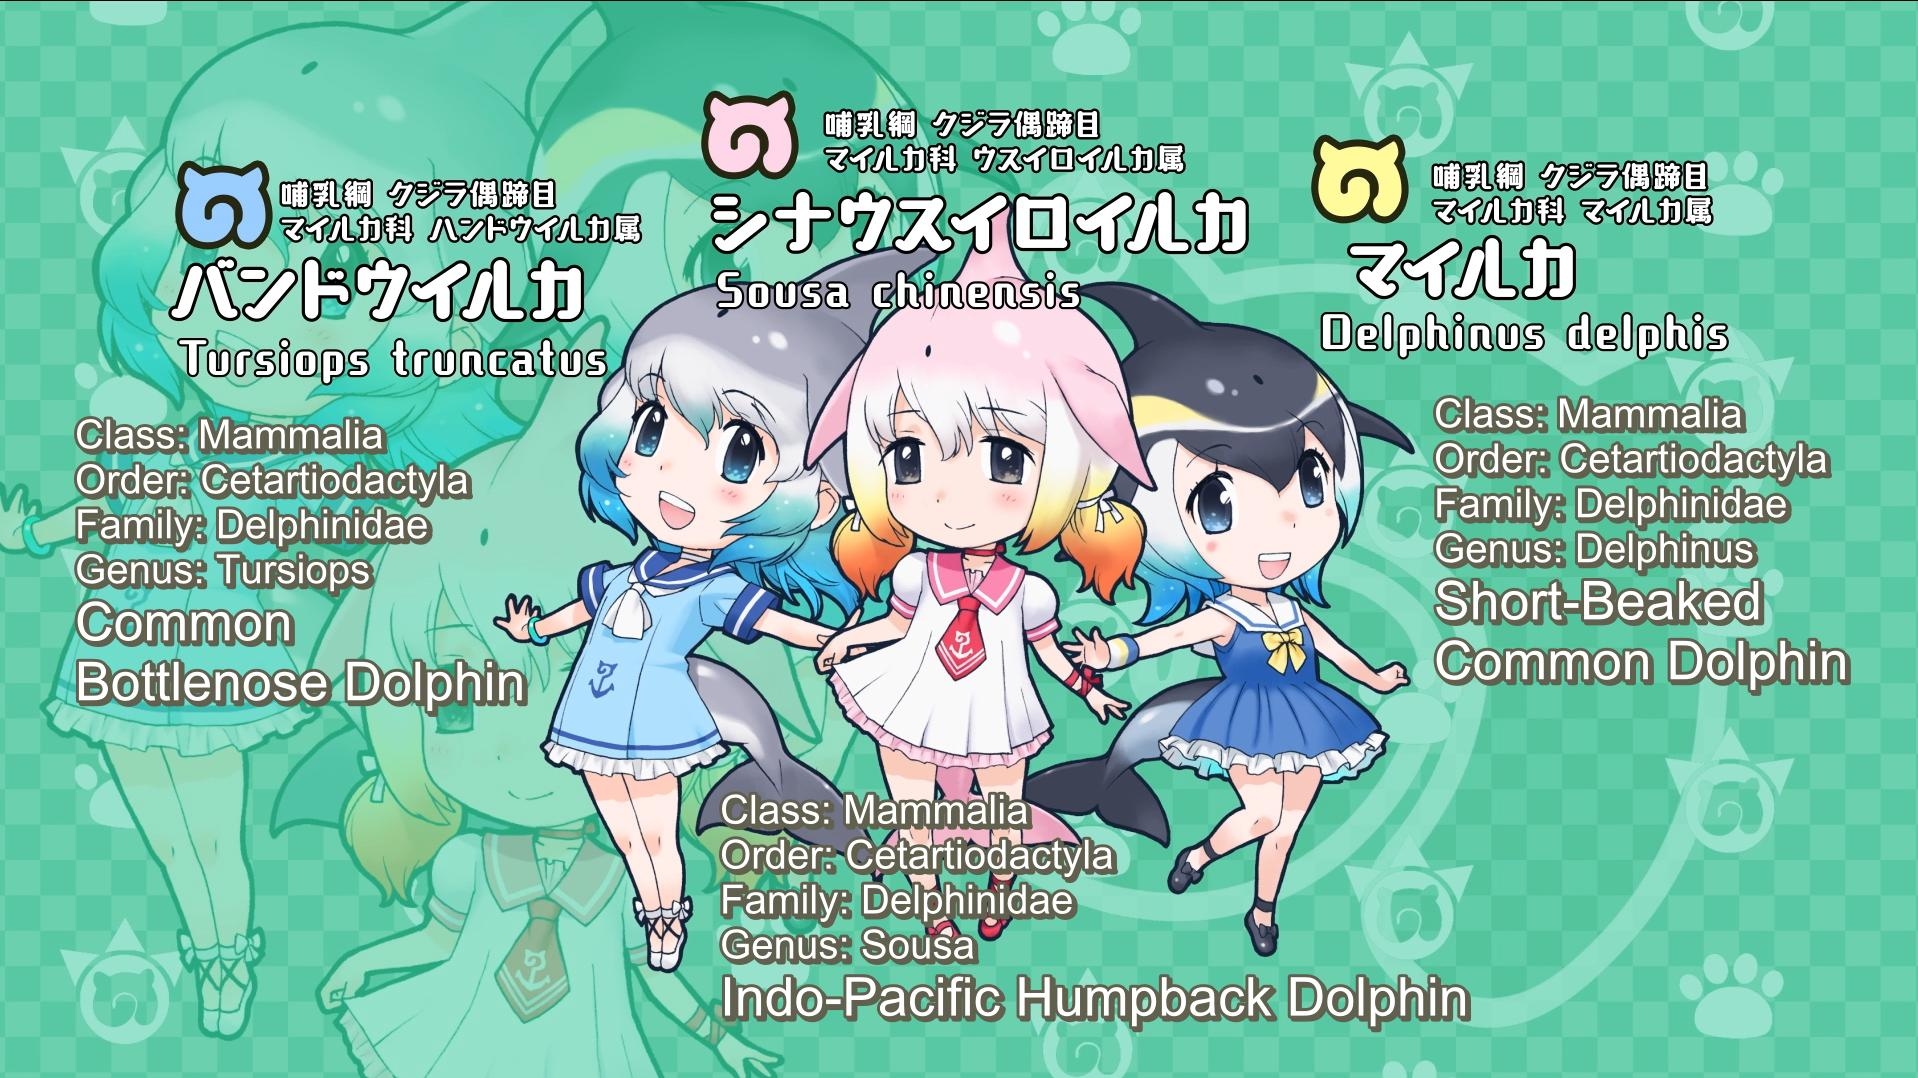 哺乳綱 クジラ偶蹄目
マイルカ科 ハンドウイルカ属
バンドウイルカ
Tursiops truncatus
Class: Mammalia
Order: Cetartiodactyla
Family: Delphinidae
Genus: Tursiops
Common
Bottlenose Dolphin
哺乳綱 クジラ偶蹄目
マイルカ科 ウスイロイルカ属
シナウスイロイルカ
Sousa chinensis
Class: Mammalia
Order: Cetartiodactyla
Family: Delphinidae
Genus: Sousa
Indo-Pacific Humpback Dolphin
哺乳綱 クジラ偶蹄目
マイルカ科 マイルカ属
マイルカ
Delphinus delphis
Class: Mammalia
Order: Cetartiodactyla
Family: Delphinidae
Genus: Delphinus
Short-Beaked
Common Dolphin